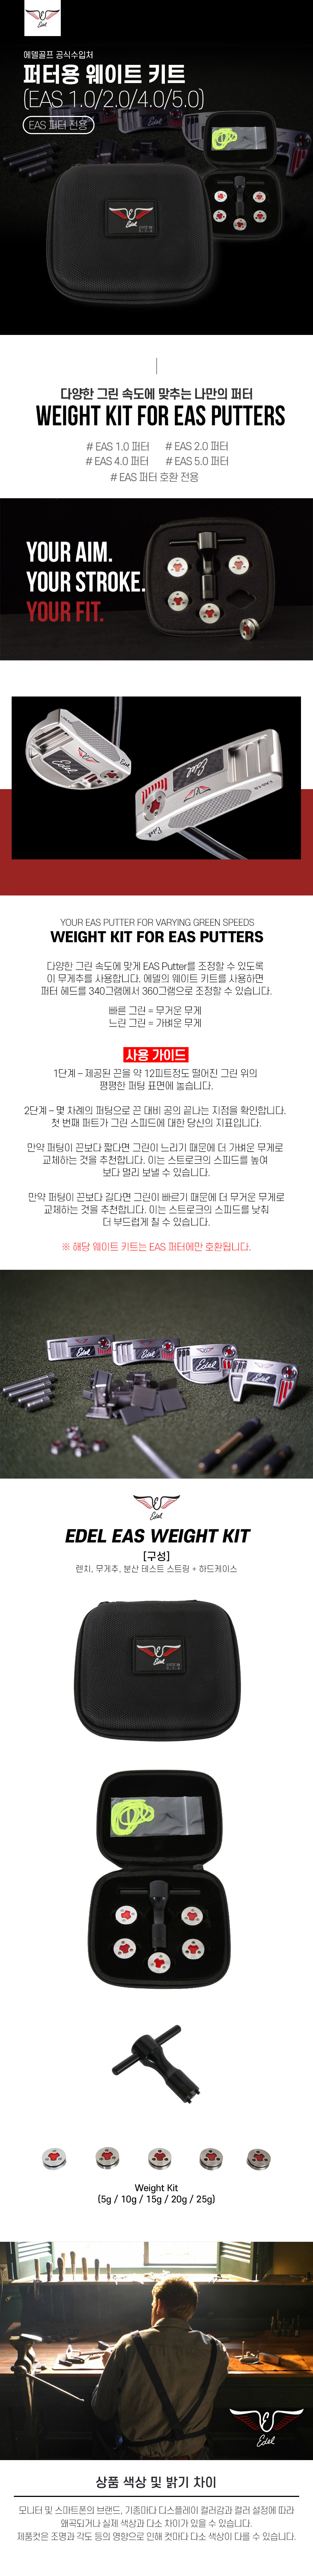 Edel
에델골프 공식수입처
퍼터용 웨이트 키트
(EAS 1.0/2.0/4.0/5.0)
EAS 퍼터 전용
Edel
다양한 그린 속도에 맞추는 나만의 퍼터
WEIGHT KIT FOR EAS PUTTERS
# EAS 1.0 퍼터 # EAS 2.0 퍼터
# EAS 4.0 퍼터 # EAS 5.0 퍼터
# EAS 퍼터 호환 전용
YOUR AIM.
YOUR STROKE.
YOUR FIT.
Edel
Edel
Edel
YOUR EAS PUTTER FOR VARYING GREEN SPEEDS
WEIGHT KIT FOR EAS PUTTERS
다양한 그린 속도에 맞게 EAS Putter를 조정할 수 있도록
이 무게추를 사용합니다. 에델의 웨이트 키트를 사용하면
퍼터 헤드를 340그램에서 360그램으로 조정할 수 있습니다.
빠른 그린 = 무거운 무게
느린 그린 = 가벼운 무게
사용 가이드
1단계 – 제공된 끈을 약 12피트정도 떨어진 그린 위의
평평한 퍼팅 표면에 놓습니다.
2단계 – 몇 차례의 퍼팅으로 끈 대비 공의 끝나는 지점을 확인합니다.
첫 번째 퍼트가 그린 스피드에 대한 당신의 지표입니다.
만약 퍼팅이 끈보다 짧다면 그린이 느리기 때문에 더 가벼운 무게로
교체하는 것을 추천합니다. 이는 스트로크의 스피드를 높여
보다 멀리 보낼 수 있습니다.
만약 퍼팅이 끈보다 길다면 그린이 빠르기 때문에 더 무거운 무게로
교체하는 것을 추천합니다. 이는 스트로크의 스피드를 낮춰
더 부드럽게 칠 수 있습니다.
※ 해당 웨이트 키트는 EAS 퍼터에만 호환됩니다.
Edel
Edel
Edel
EDEL EAS WEIGHT KIT
[구성]
렌치, 무게추, 분산 테스트 스트링 + 하드케이스
Edel
Weight Kit
(5g / 10g / 15g / 20g / 25g)
Edel
상품 색상 및 밝기 차이
모니터 및 스마트폰의 브랜드, 기종마다 디스플레이 컬러감과 컬러 설정에 따라
왜곡되거나 실제 색상과 다소 차이가 있을 수 있습니다.
제품컷은 조명과 각도 등의 영향으로 인해 컷마다 다소 색상이 다를 수 있습니다.